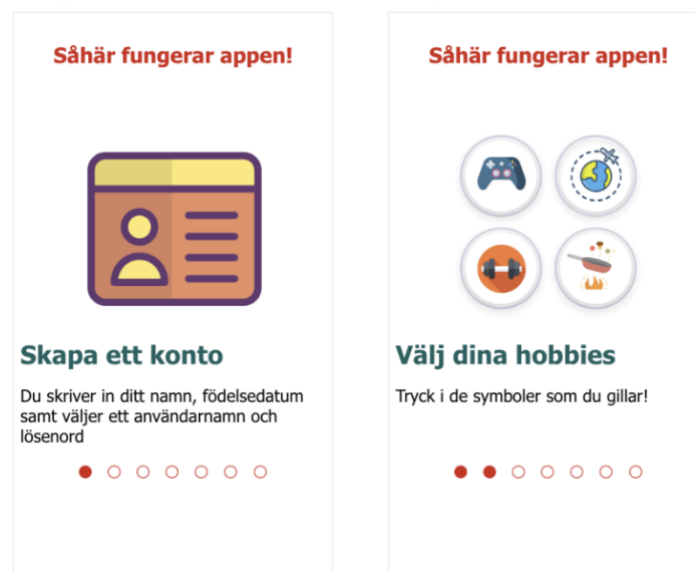 Såhär fungerar appen!
Skapa ett konto
Du skriver in ditt namn, födelsedatum
samt väljer ett användarnamn och
lösenord
Såhär fungerar appen!
Välj dina hobbies
Tryck i de symboler som du gillar!